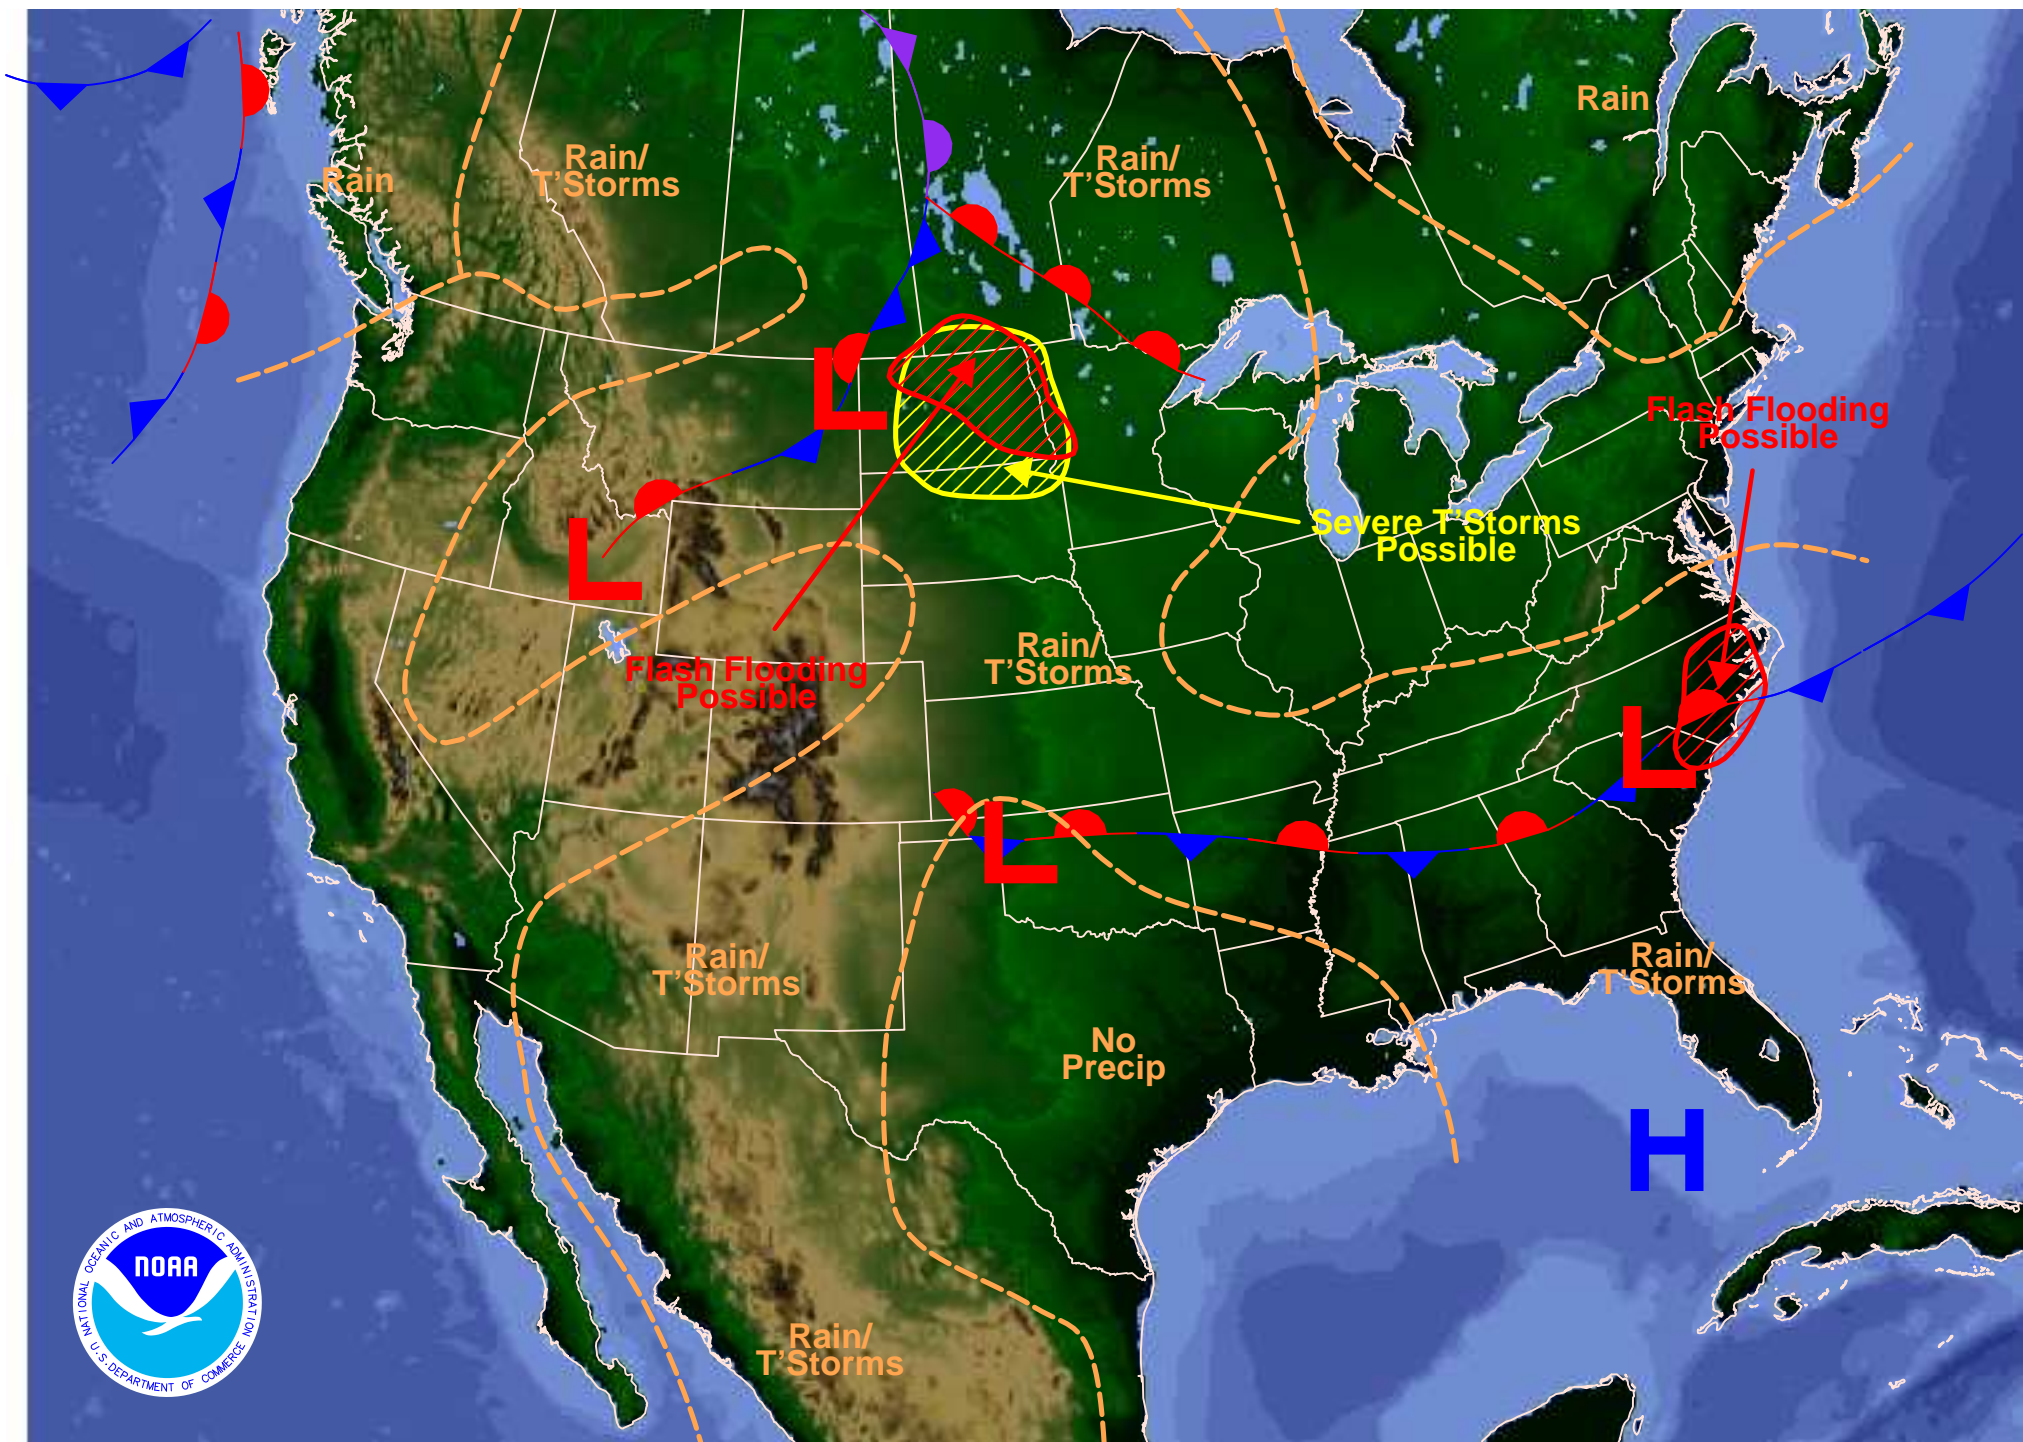 Rain
Rain/
T'Storms
Rain/
T'Storms
Rain
L
Flash Flooding
Possible
Severe T'Storms
Possible
L
Flash Flooding
Possible
Rain/
T'Storms
L
L
Rain/
T'Storms
Rain/
T'Storms
No
Precip
H
Rain/
T'Storms
NATIONAL OCEANIC AND ATMOSPHERIC ADMINISTRATION
NOAA
U.S. DEPARTMENT OF COMMERCE